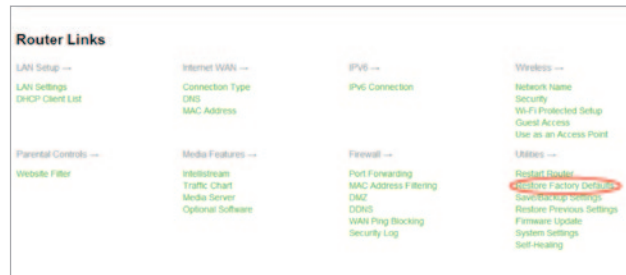 Router Links
LAN Setup →
LAN Settings
DHCP Client List
Internet WAN →
Connection Type
DNS
MAC Address
IPV6 →
IPv6 Connection
Wireless →
Network Name
Security
Wi-Fi Protected Setup
Guest Access
Use as an Access Point
Parental Controls →
Website Filter
Media Features →
Intellistream
Traffic Chart
Media Server
Optional Software
Firewall →
Port Forwarding
MAC Address Filtering
DMZ
DDNS
WAN Ping Blocking
Security Log
Utilities →
Restart Router
Restore Factory Defaults
Save/Backup Settings
Restore Previous Settings
Firmware Update
System Settings
Self-Healing